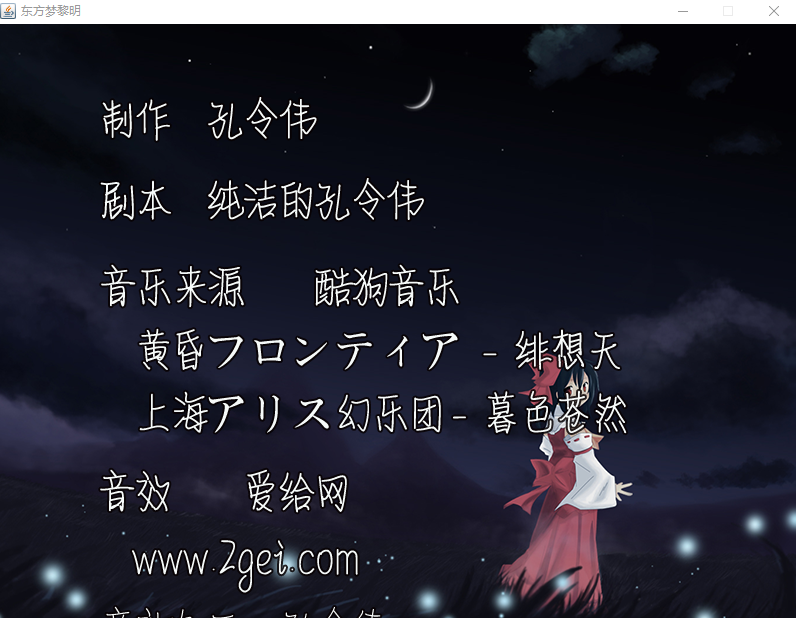 东方梦黎明
制作 孔令伟
剧本 纯洁的孔令伟
音乐来源 酷狗音乐
黄昏フロンティア - 绯想天
上海アリス幻乐团 - 暮色苍然
音效 爱给网
www.2gei.com